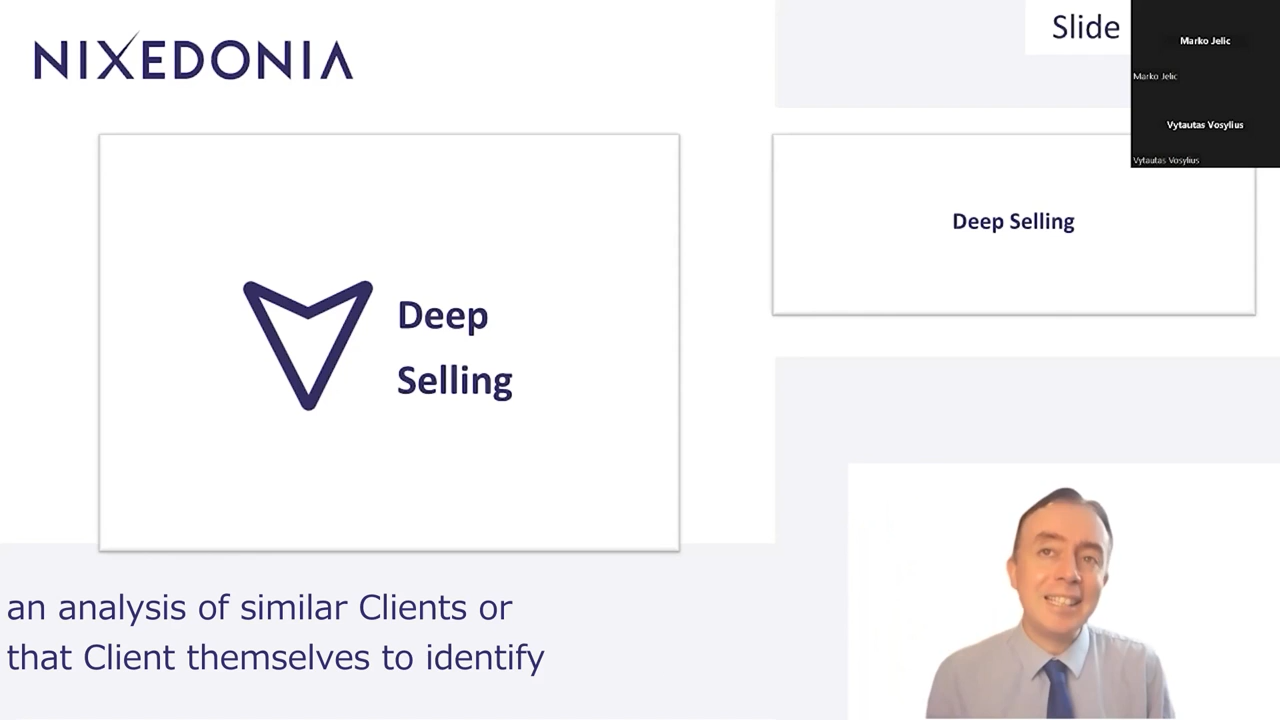 NIXEDONIA
Slide
Marko Jelic
Marko Jelic
Vytautas Vosylius
Vytautas Vosylius
Deep Selling
Deep
Selling
an analysis of similar Clients or
that Client themselves to identify